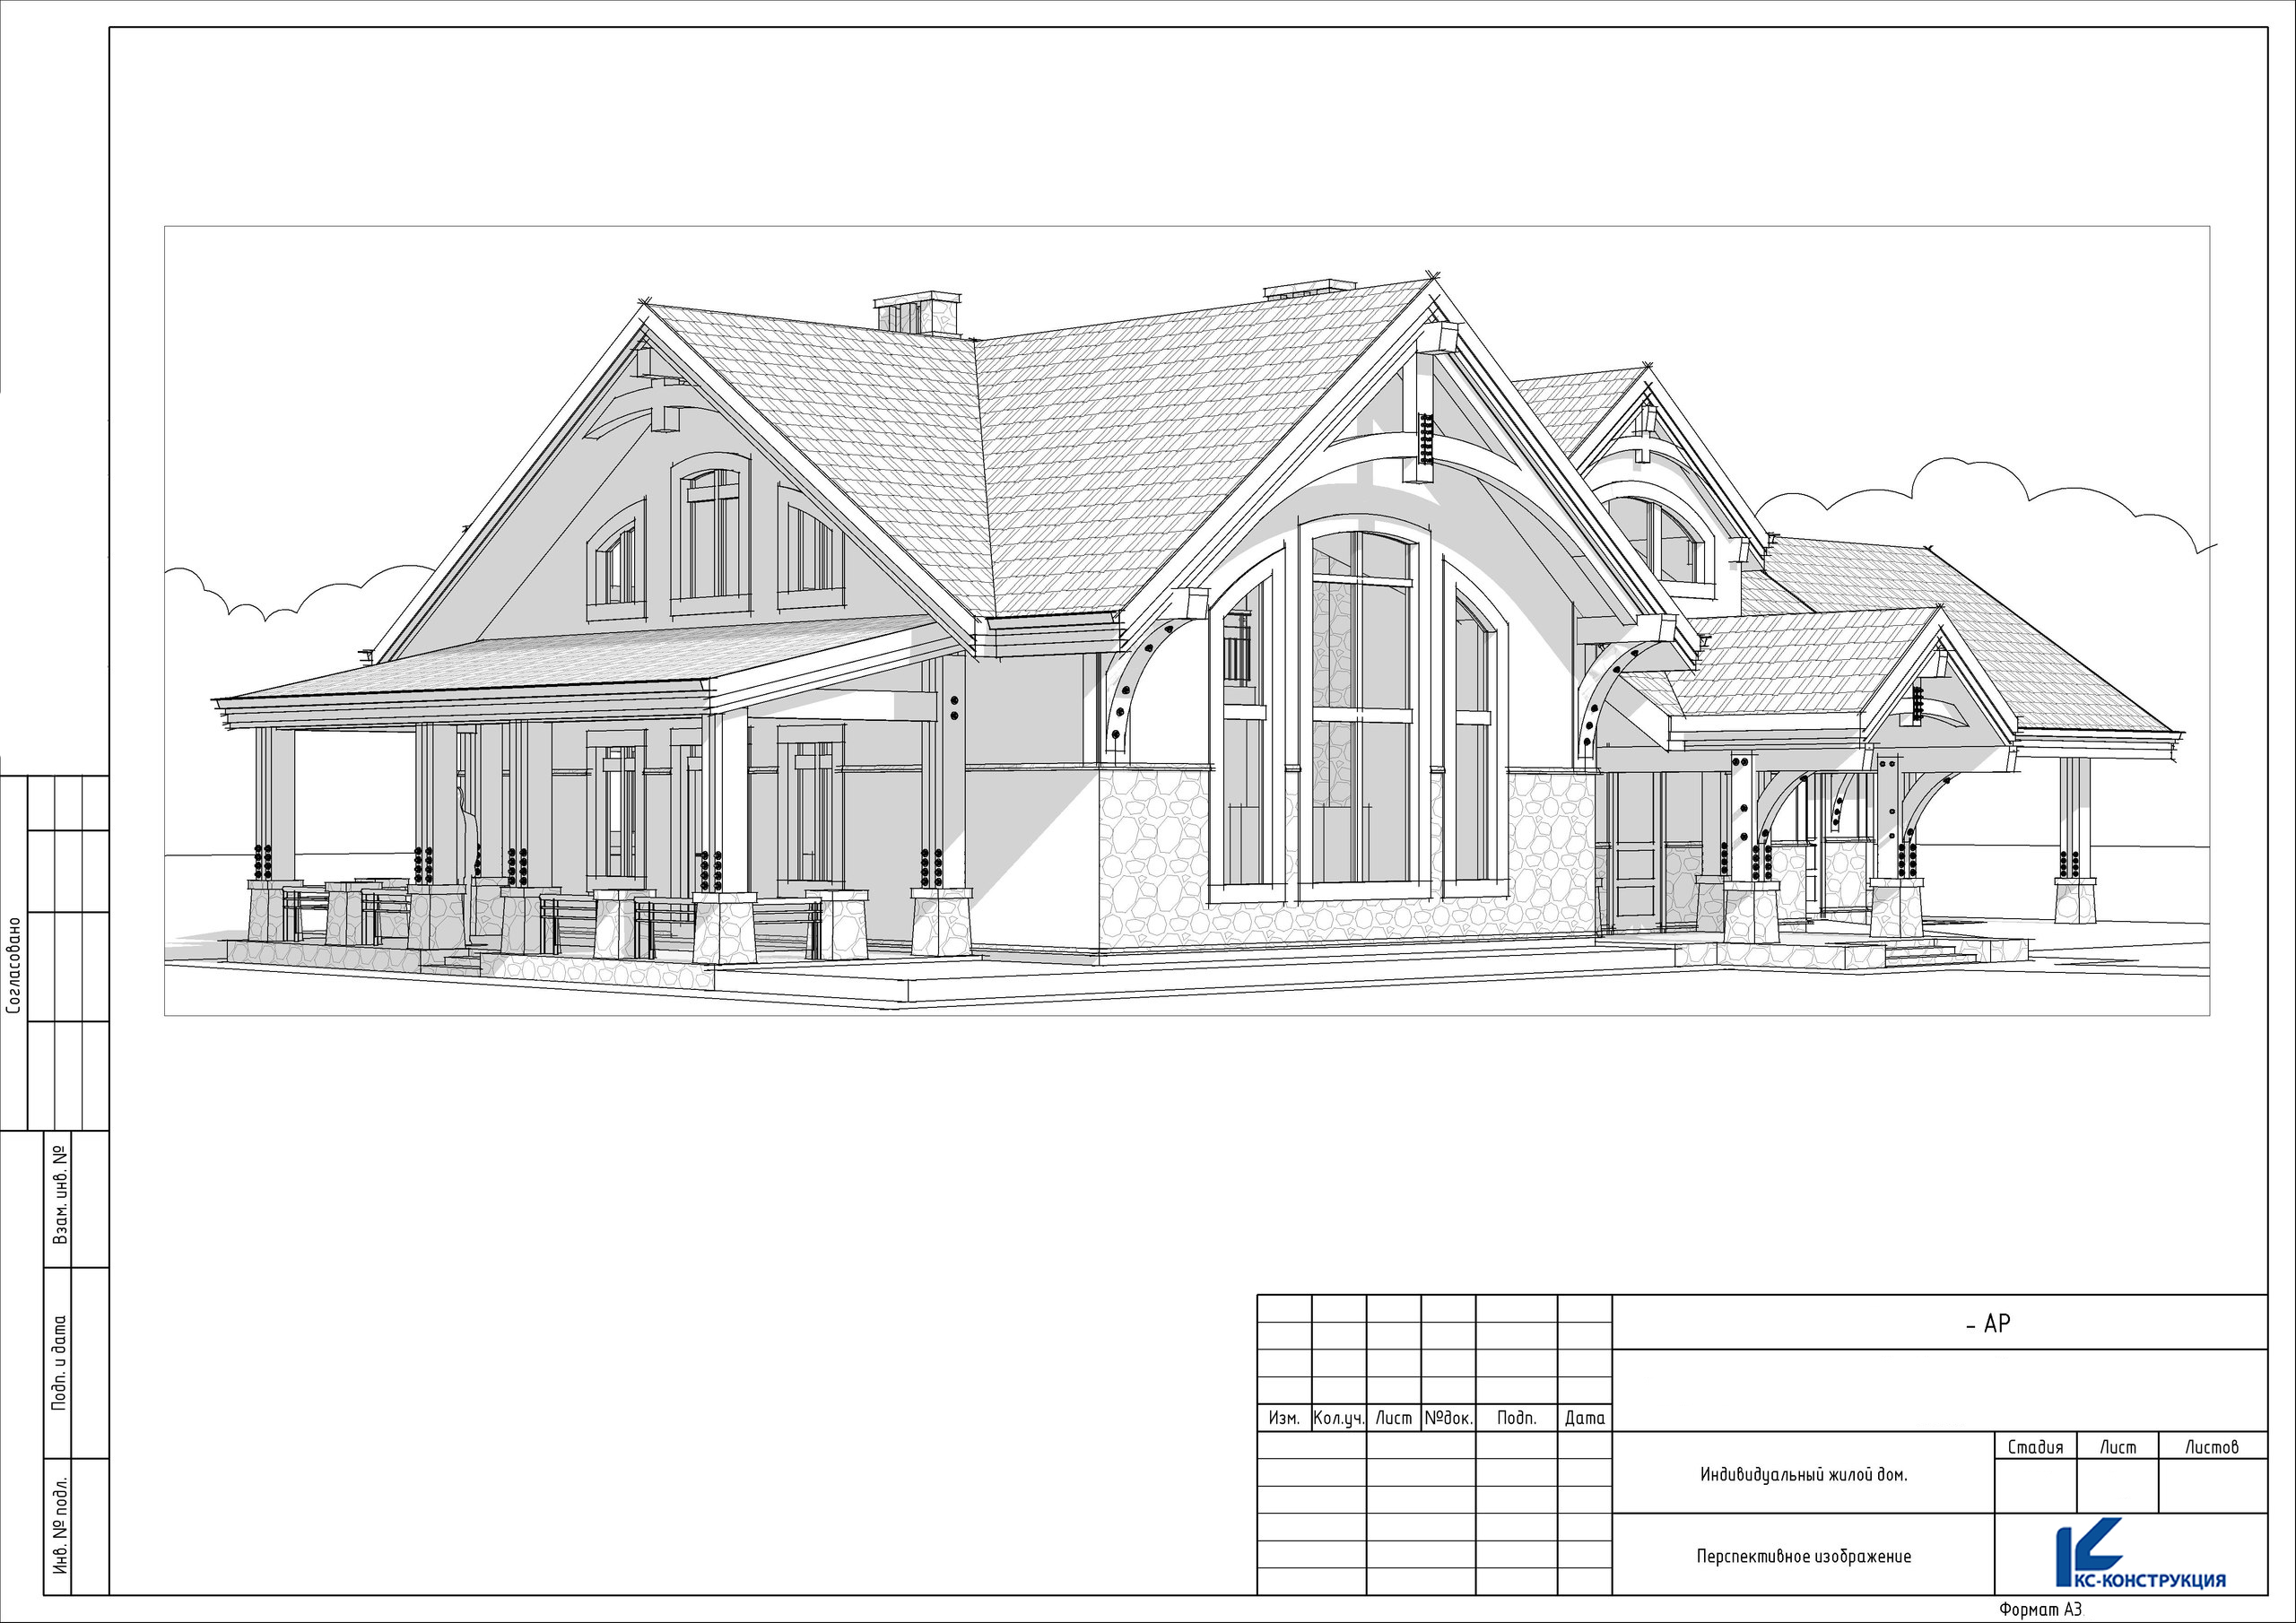 Согласовано
Взам. инв. №
Подп. и дата
Инв. № подл.
- АР
Изм. Кол.уч. Лист №док. Подп. Дата
Стадия Лист Листов
Индивидуальный жилой дом.
Перспективное изображение
КС-КОНСТРУКЦИЯ
Формат А3